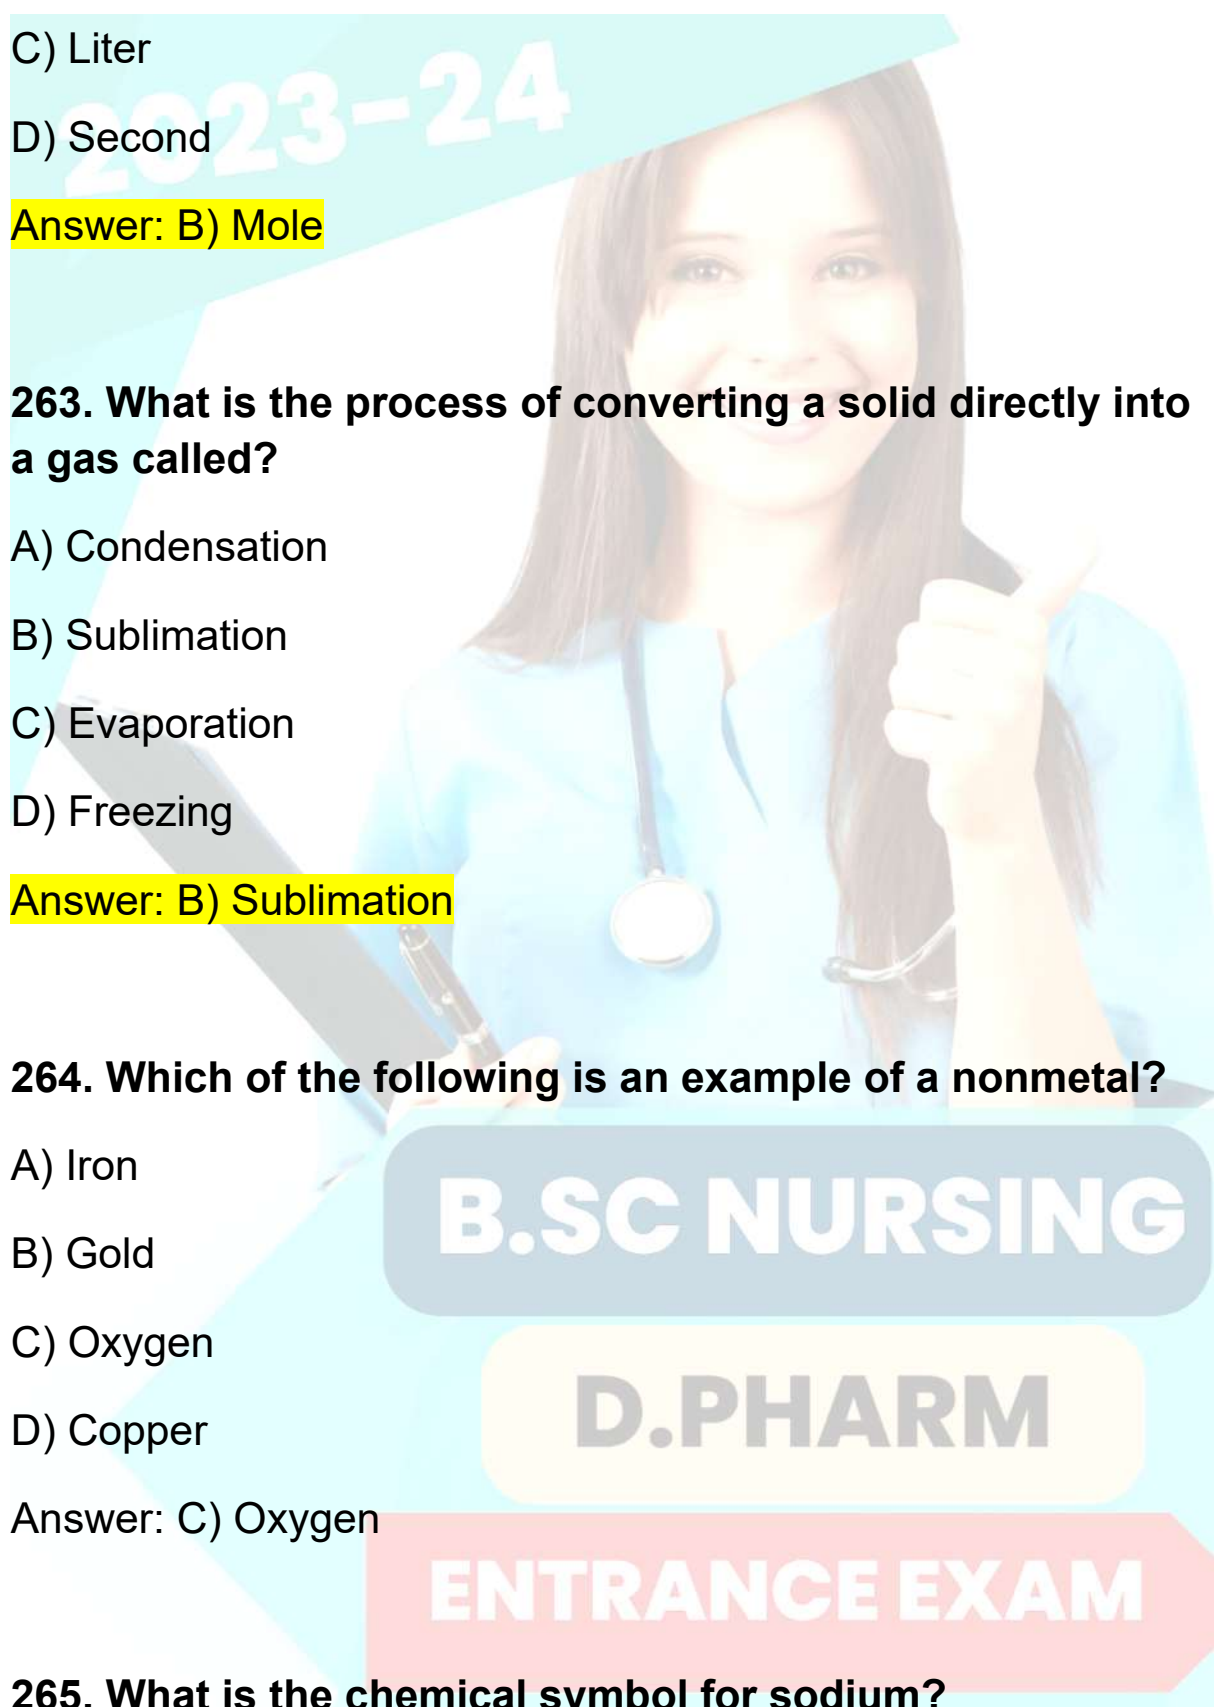 C) Liter
D) Second
2023-24
Answer: B) Mole
263. What is the process of converting a solid directly into
a gas called?
A) Condensation
B) Sublimation
C) Evaporation
D) Freezing
Answer: B) Sublimation
264. Which of the following is an example of a nonmetal?
A) Iron
B.SC NURSING
B) Gold
C) Oxygen
D.PHARM
D) Copper
Answer: C) Oxygen
ENTRANCE EXAM
265. What is the chemical symbol for sodium?